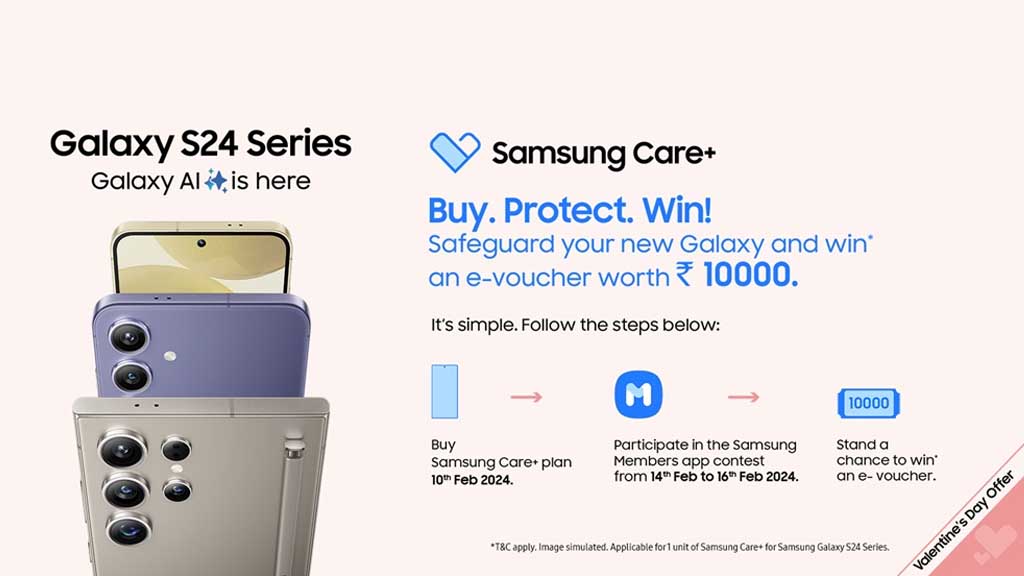 Galaxy S24 Series
Galaxy AI is here
Samsung Care+
Buy. Protect. Win!
Safeguard your new Galaxy and win*
an e-voucher worth ₹ 10000.
It's simple. Follow the steps below:
Buy
Samsung Care+ plan
10th Feb 2024.
M
Participate in the Samsung
Members app contest
from 14th Feb to 16th Feb 2024.
10000
Stand a
chance to win*
an e- voucher.
Valentine's Day Offer
*T&C apply. Image simulated. Applicable for 1 unit of Samsung Care+ for Samsung Galaxy S24 Series.